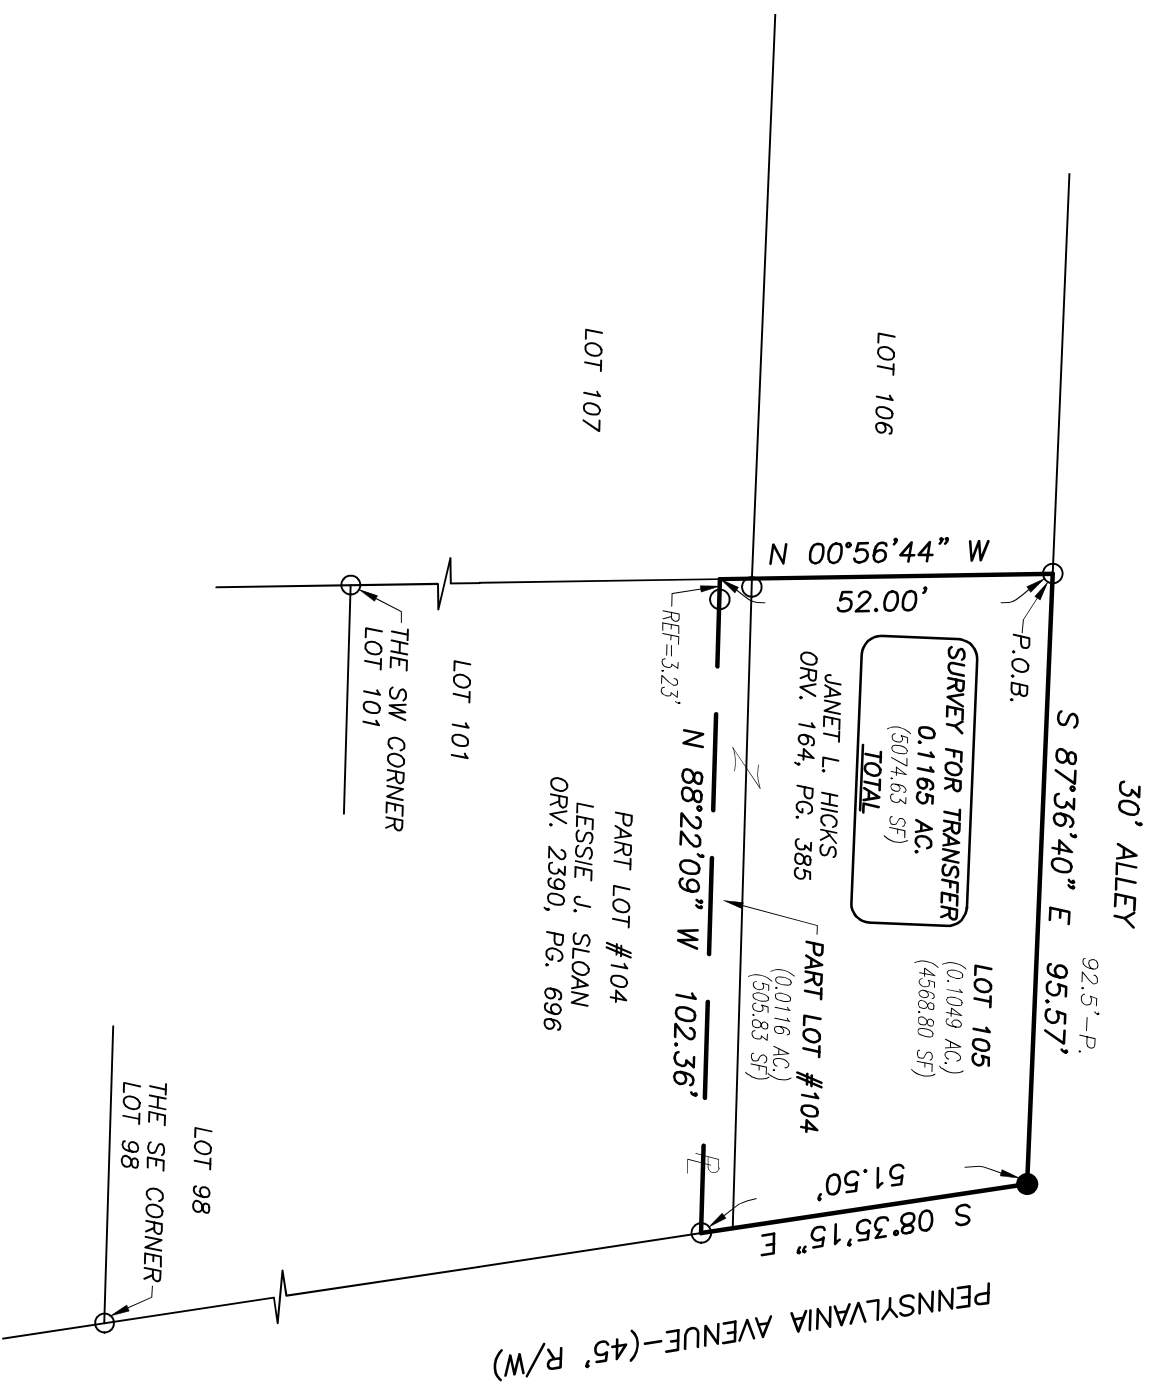 30' ALLEY
92.5'-P.
S 87°36'40" E 95.57'
P.O.B.
SURVEY FOR TRANSFER
0.1165 AC.
(5074.63 SF)
TOTAL
LOT 105
(0.1049 AC.)
(4568.80 SF)
JANET L. HICKS
ORV. 164, PG. 385
PART LOT #104
(0.0116 AC.)
(505.83 SF)
N 00°56'44" W
52.00'
51.50'
S 08°35'15" E
PENNSYLVANIA AVENUE-(45' R/W)
LOT 106
LOT 107
REF=3.23'
N 88°22'09" W 102.36'
PL
PART LOT #104
LESSIE J. SLOAN
ORV. 2390, PG. 696
LOT 101
THE SW CORNER
LOT 101
LOT 98
THE SE CORNER
LOT 98